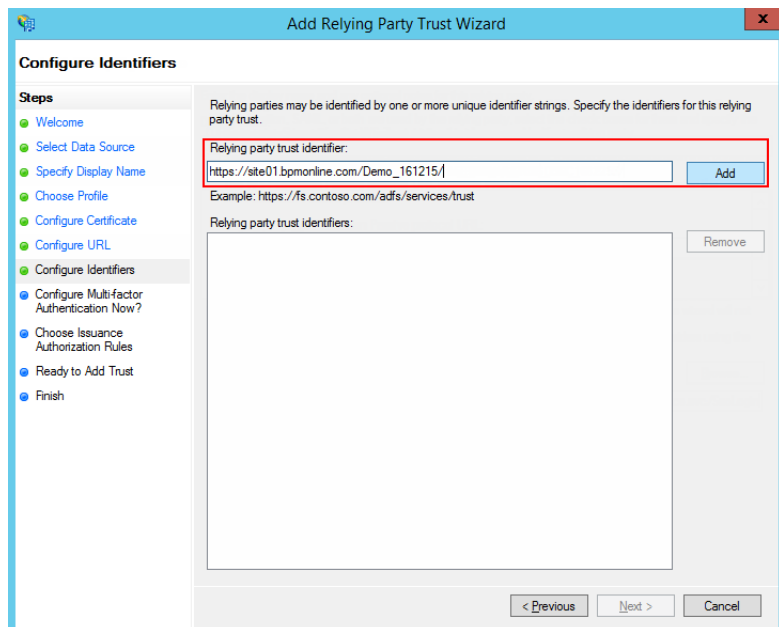 Add Relying Party Trust Wizard
x
Configure Identifiers
Steps
Welcome
Select Data Source
Specify Display Name
Choose Profile
Configure Certificate
Configure URL
Configure Identifiers
Configure Multi-factor
Authentication Now?
Choose Issuance
Authorization Rules
Ready to Add Trust
Finish
Relying parties may be identified by one or more unique identifier strings. Specify the identifiers for this relying
party trust.
Relying party trust identifier:
https://site01.bpmonline.com/Demo_161215/
Add
Example: https://fs.contoso.com/adfs/services/trust
Relying party trust identifiers:
Remove
< Previous
Next >
Cancel